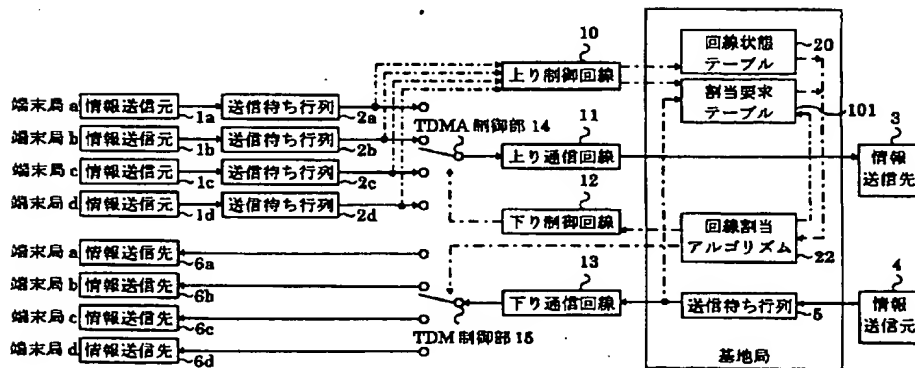 10
回線状態
テーブル
20
上り制御回線
割当要求
テーブル
101
端末局 a 情報送信元 送信待ち行列
1a 2a
TDMA 制御部 14
11
3
端末局 b 情報送信元 送信待ち行列
1b 2b
上り通信回線
情報
送信先
端末局 c 情報送信元 送信待ち行列
1c 2c
12
端末局 d 情報送信元 送信待ち行列
1d 2d
下り制御回線
回線割当
アルゴリズム
22
端末局 a 情報送信先
6a
端末局 b 情報送信先
6b
13
4
端末局 c 情報送信先
6c
下り通信回線
送信待ち行列
5
情報
送信元
TDM 制御部 15
端末局 d 情報送信先
6d
基地局